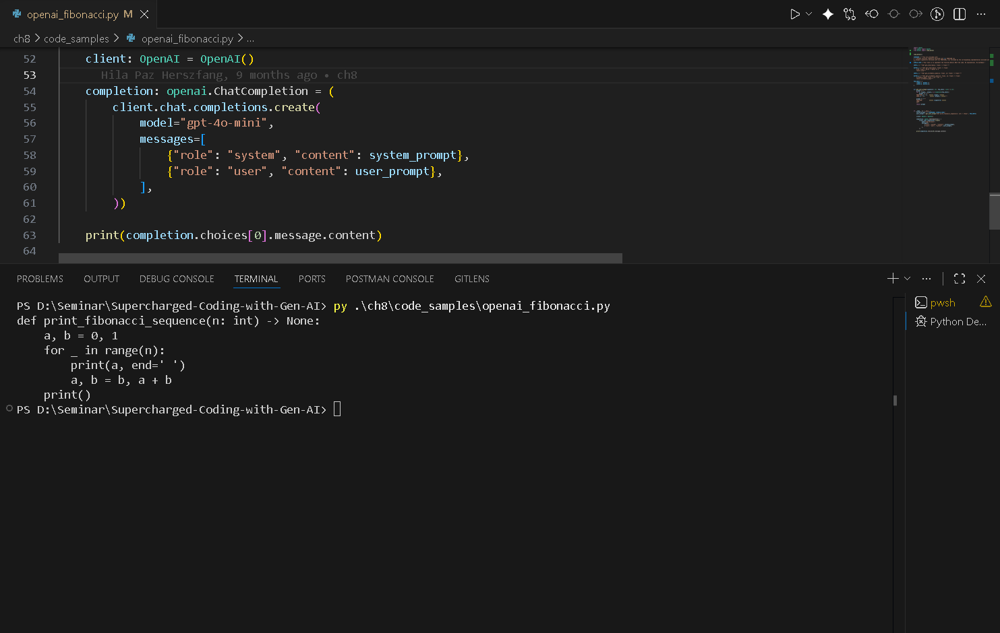 openai_fibonacci.py M
ch8 > code_samples > openai_fibonacci.py > ...
52 client: OpenAI = OpenAI()
53 Hila Paz Herszfang, 9 months ago • ch8
54 completion: openai.ChatCompletion = (
55 client.chat.completions.create(
56 model="gpt-4o-mini",
57 messages=[
58 {"role": "system", "content": system_prompt},
59 {"role": "user", "content": user_prompt},
60 ],
61 ))
62
63 print(completion.choices[0].message.content)
64
PROBLEMS OUTPUT DEBUG CONSOLE TERMINAL PORTS POSTMAN CONSOLE GITLENS
PS D:\Seminar\Supercharged-Coding-with-Gen-AI> py .\ch8\code_samples\openai_fibonacci.py
def print_fibonacci_sequence(n: int) -> None:
a, b = 0, 1
for _ in range(n):
print(a, end=' ')
a, b = b, a + b
print()
PS D:\Seminar\Supercharged-Coding-with-Gen-AI>
pwsh
Python De...